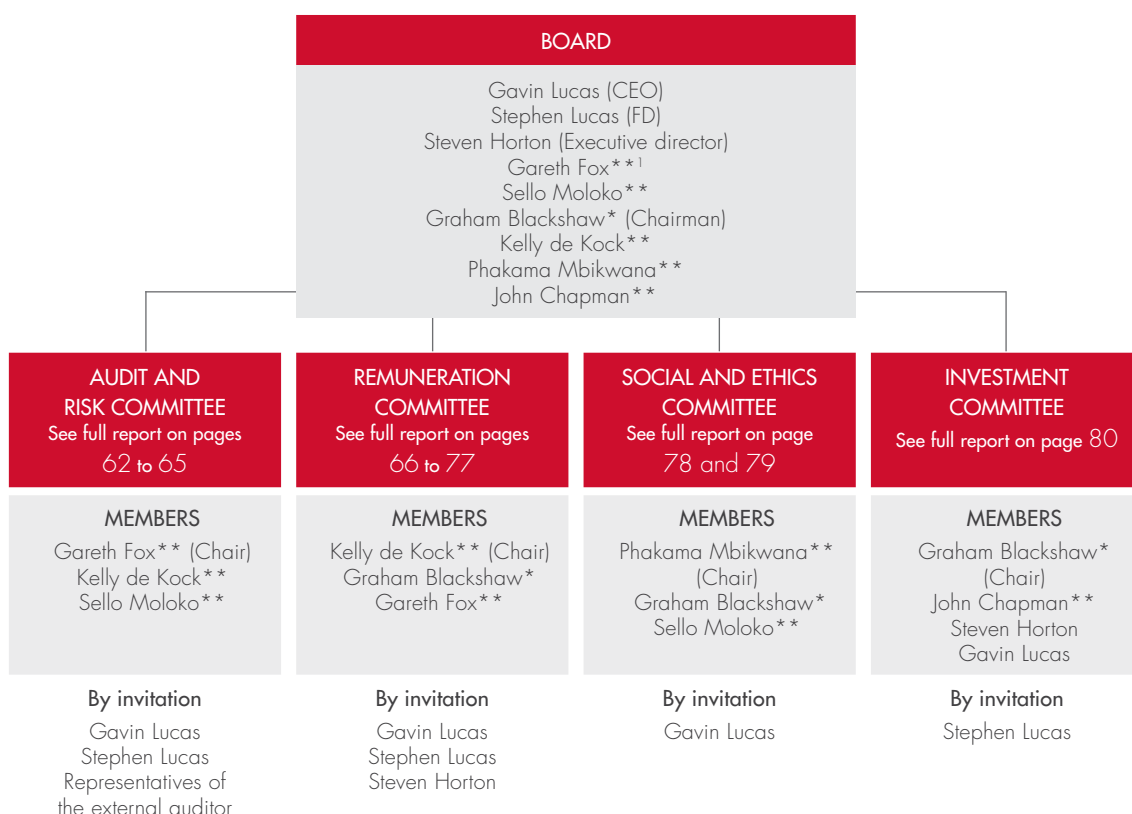 BOARD
Gavin Lucas (CEO)
Stephen Lucas (FD)
Steven Horton (Executive director)
Gareth Fox**1
Sello Moloko**
Graham Blackshaw* (Chairman)
Kelly de Kock**
Phakama Mbikwana**
John Chapman**
AUDIT AND
RISK COMMITTEE
See full report on pages
62 to 65
MEMBERS
Gareth Fox** (Chair)
Kelly de Kock**
Sello Moloko**
By invitation
Gavin Lucas
Stephen Lucas
Representatives of
the external auditor
REMUNERATION
COMMITTEE
See full report on pages
66 to 77
MEMBERS
Kelly de Kock** (Chair)
Graham Blackshaw*
Gareth Fox**
By invitation
Gavin Lucas
Stephen Lucas
Steven Horton
SOCIAL AND ETHICS
COMMITTEE
See full report on page
78 and 79
MEMBERS
Phakama Mbikwana**
(Chair)
Graham Blackshaw*
Sello Moloko**
By invitation
Gavin Lucas
INVESTMENT
COMMITTEE
See full report on page 80
MEMBERS
Graham Blackshaw*
(Chair)
John Chapman**
Steven Horton
Gavin Lucas
By invitation
Stephen Lucas